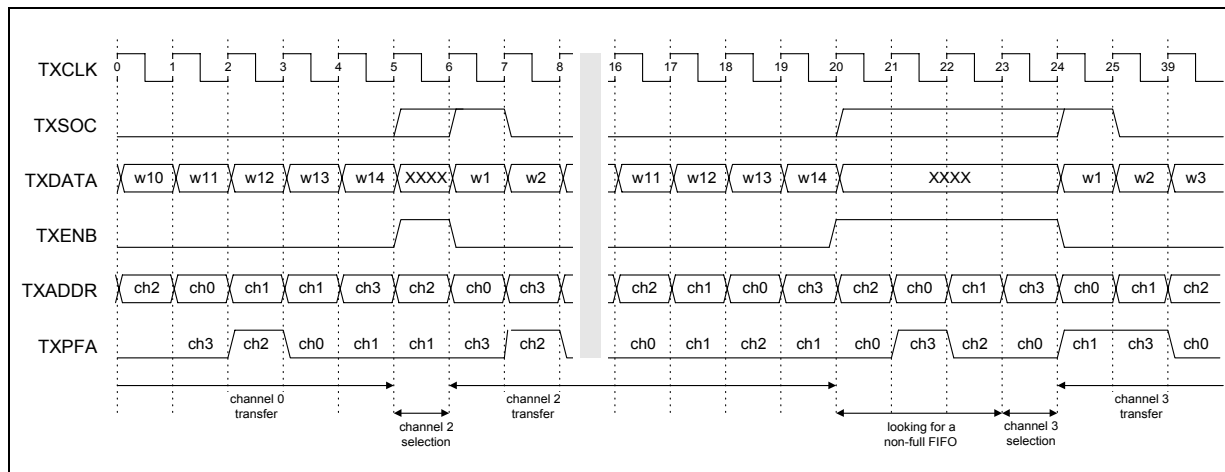 TXCLK 0 1 2 3 4 5 6 7 8 16 17 18 19 20 21 22 23 24 25 39
TXSOC
TXDATA w10 w11 w12 w13 w14 XXXX w1 w2 w11 w12 w13 w14 XXXX w1 w2 w3
TXENB
TXADDR ch2 ch0 ch1 ch1 ch3 ch2 ch0 ch3 ch2 ch1 ch0 ch3 ch2 ch0 ch1 ch3 ch0 ch1 ch2
TXPFA ch3 ch2 ch0 ch1 ch1 ch3 ch2 ch0 ch1 ch2 ch1 ch0 ch3 ch2 ch0 ch1 ch3 ch0
channel 0
transfer
channel 2
selection
channel 2
transfer
looking for a
non-full FIFO
channel 3
selection
channel 3
transfer